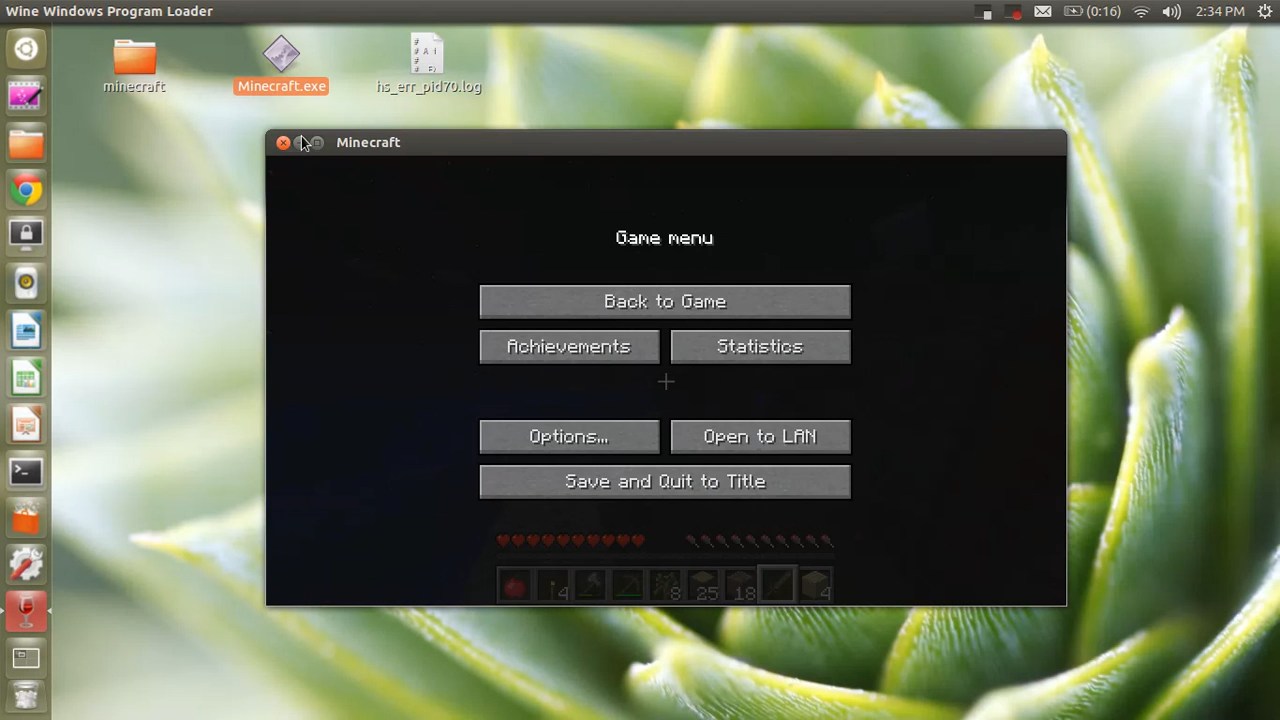 Wine Windows Program Loader
(0:16)
2:34 PM
minecraft
Minecraft.exe
hs_err_pid70.log
Minecraft
Game menu
Back to Game
Achievements
Statistics
Options...
Open to LAN
Save and Quit to Title
4
8
25
18
4